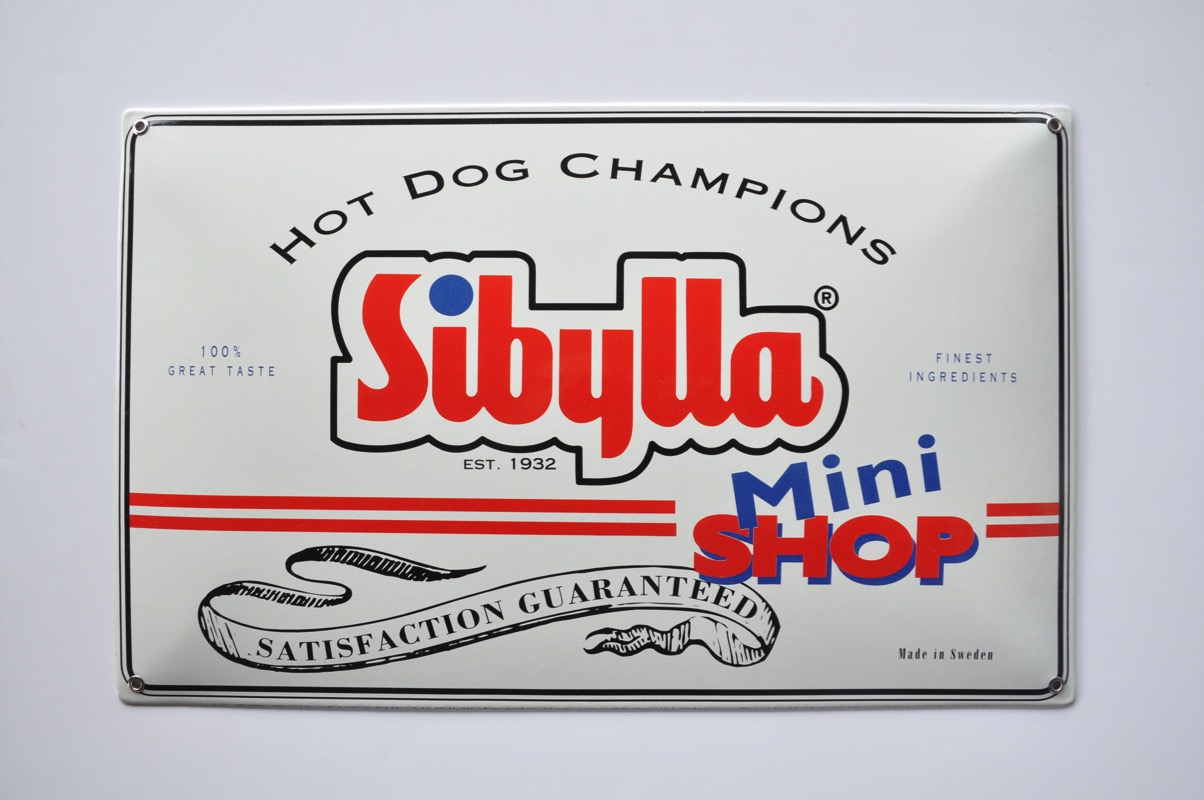 HOT DOG CHAMPIONS
Sibylla®
100%
GREAT TASTE
FINEST
INGREDIENTS
EST. 1932
Mini
SHOP
SATISFACTION GUARANTEED
Made in Sweden